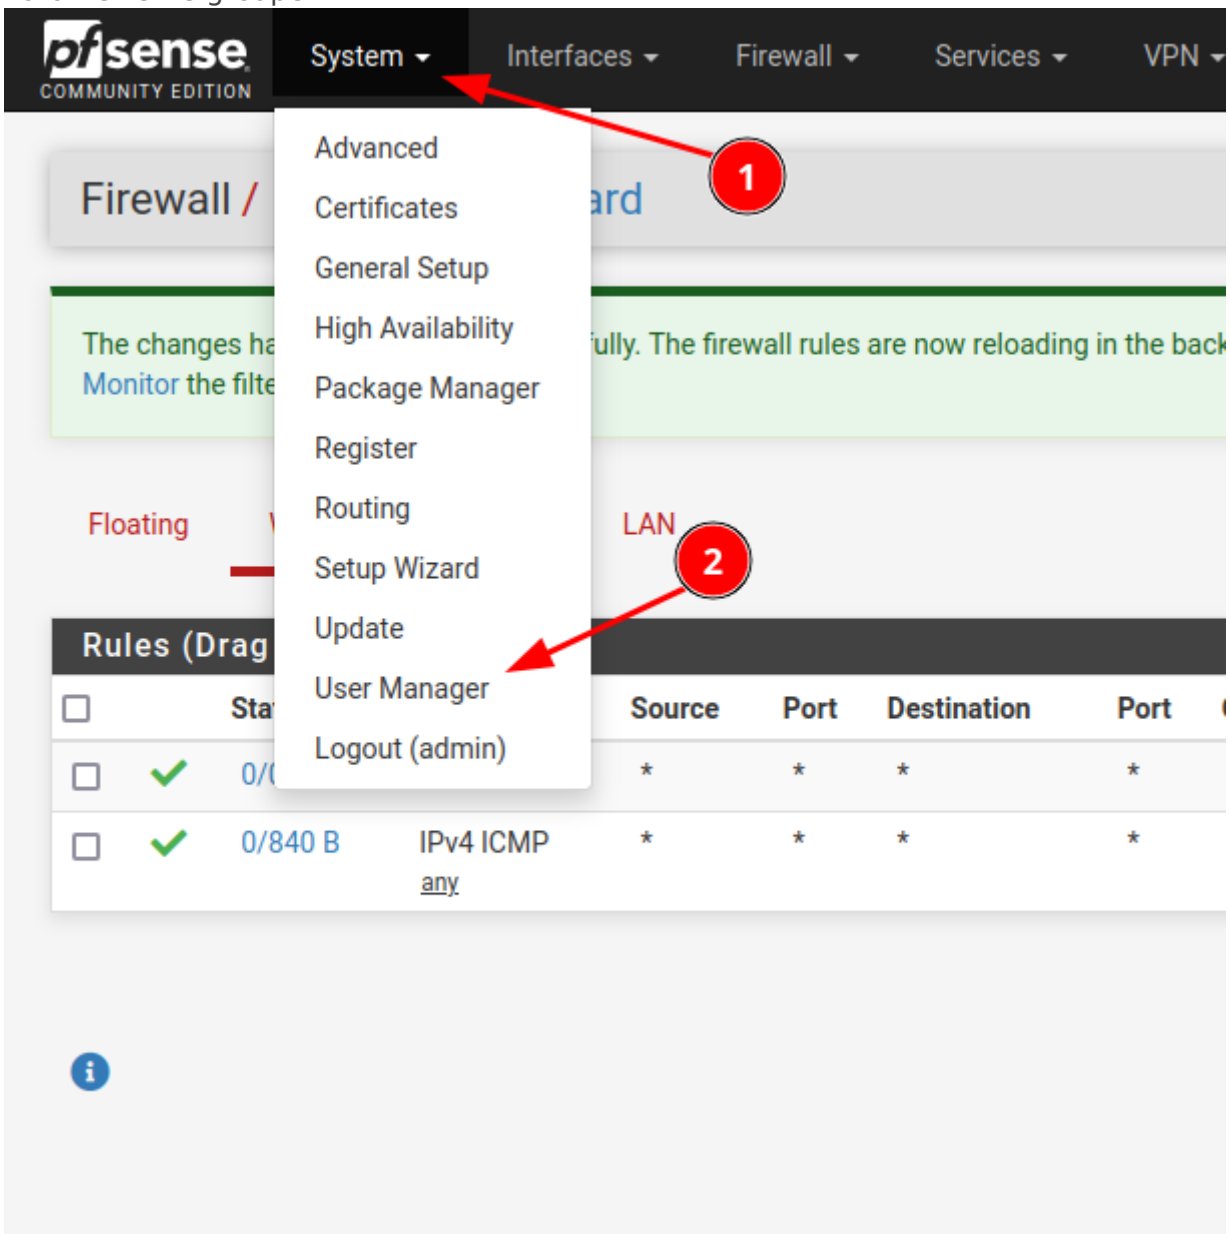 pfsense
COMMUNITY EDITION
System Interfaces Firewall Services VPN
Advanced
Certificates
General Setup
High Availability
Package Manager
Register
Routing
Setup Wizard
Update
User Manager
Logout (admin)
1
2
Firewall / ard
The changes ha fully. The firewall rules are now reloading in the back
Monitor the filte
Floating LAN
Rules (Drag
Sta Source Port Destination Port
0/ * * * *
0/840 B IPv4 ICMP * * * *
any